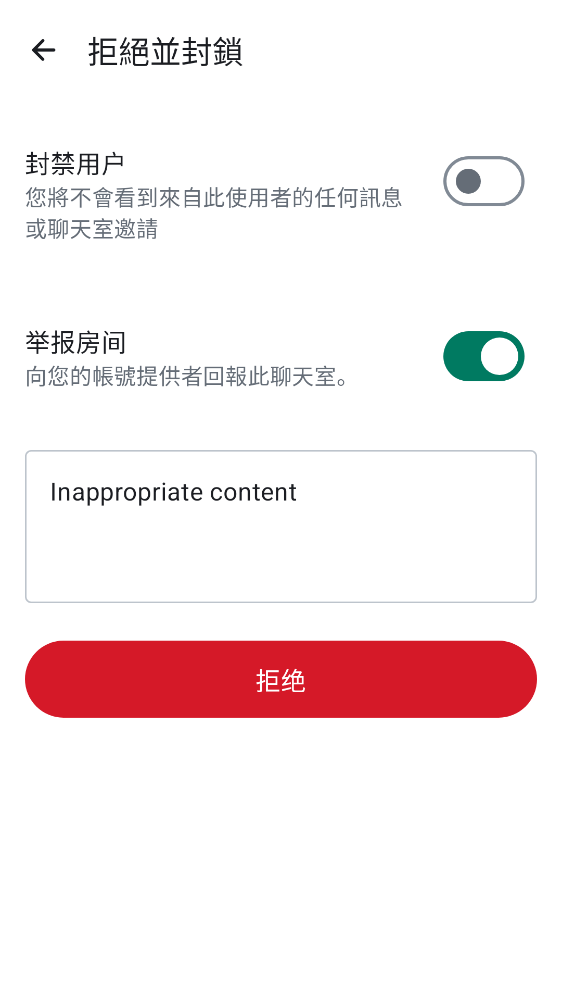 拒絕並封鎖
封禁用户
您將不會看到來自此使用者的任何訊息
或聊天室邀請
举报房间
向您的帳號提供者回報此聊天室。
Inappropriate content
拒绝